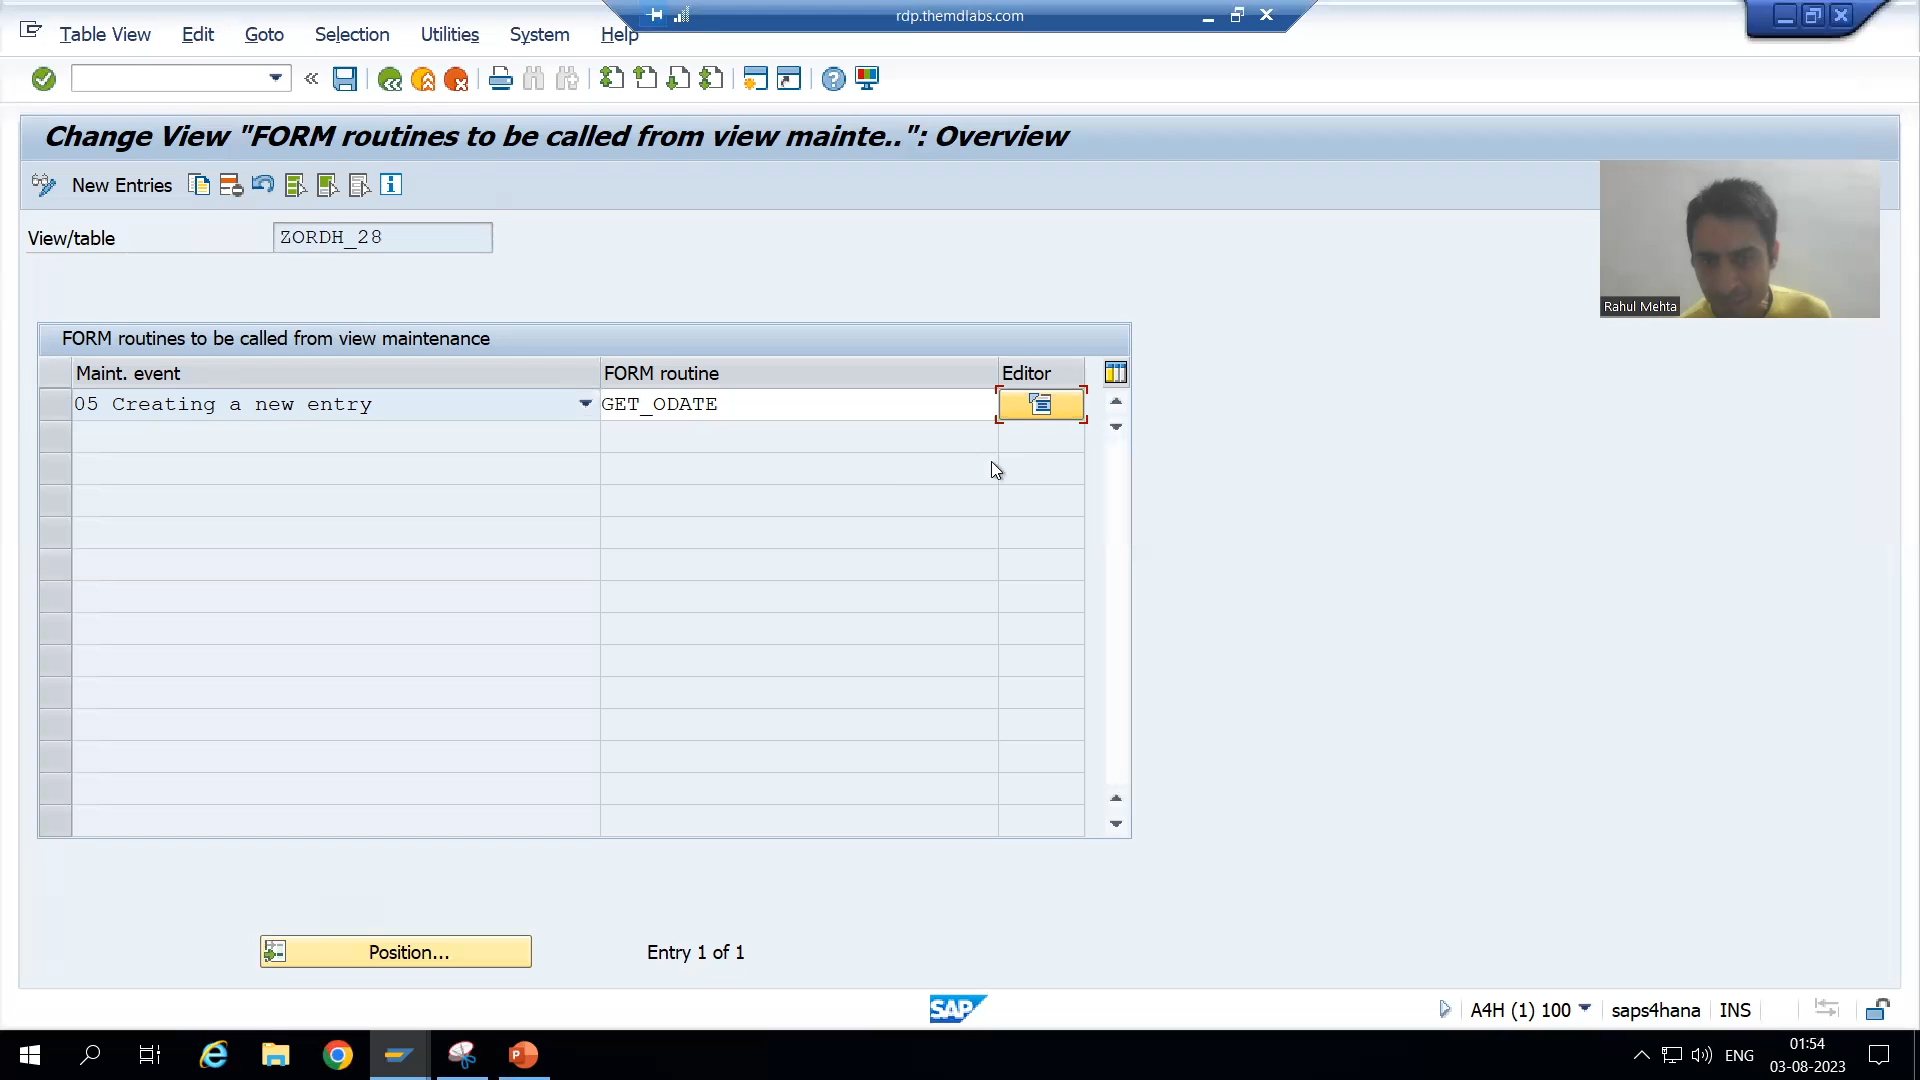 rdp.themdlabs.com
Table View Edit Goto Selection Utilities System Help
Change View "FORM routines to be called from view mainte..": Overview
New Entries
View/table ZORDH_28
Rahul Mehta
FORM routines to be called from view maintenance
Maint. event FORM routine Editor
05 Creating a new entry GET_ODATE
Position... Entry 1 of 1
SAP A4H (1) 100 saps4hana INS
ENG 01:54
03-08-2023